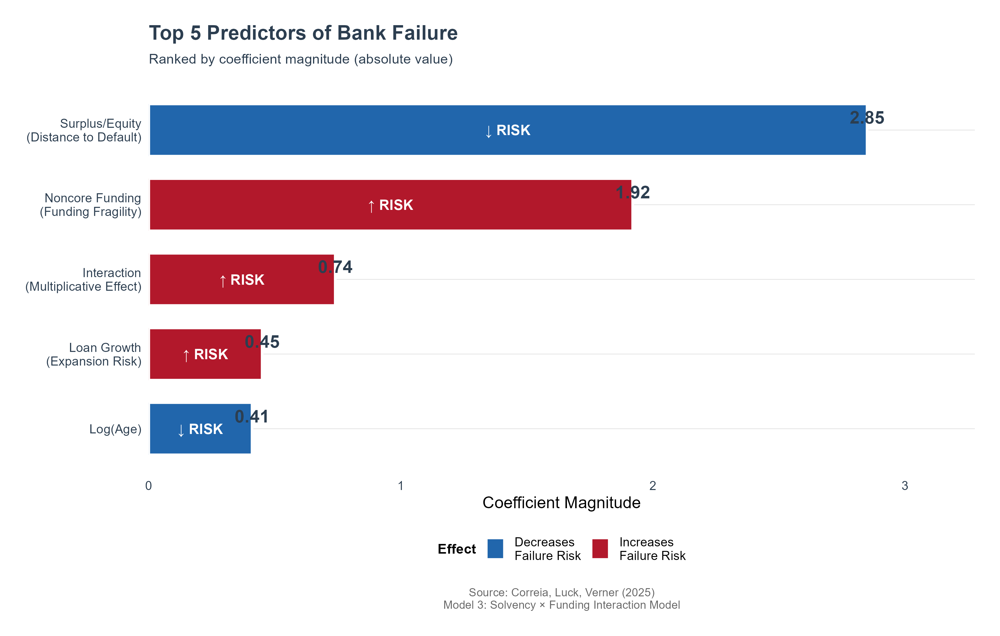 Top 5 Predictors of Bank Failure
Ranked by coefficient magnitude (absolute value)
Surplus/Equity
(Distance to Default)
↓ RISK
2.85
Noncore Funding
(Funding Fragility)
↑ RISK
1.92
Interaction
(Multiplicative Effect)
↑ RISK
0.74
Loan Growth
(Expansion Risk)
↑ RISK
0.45
Log(Age)
↓ RISK
0.41
0 1 2 3
Coefficient Magnitude
Effect
Decreases
Failure Risk
Increases
Failure Risk
Source: Correia, Luck, Verner (2025)
Model 3: Solvency × Funding Interaction Model